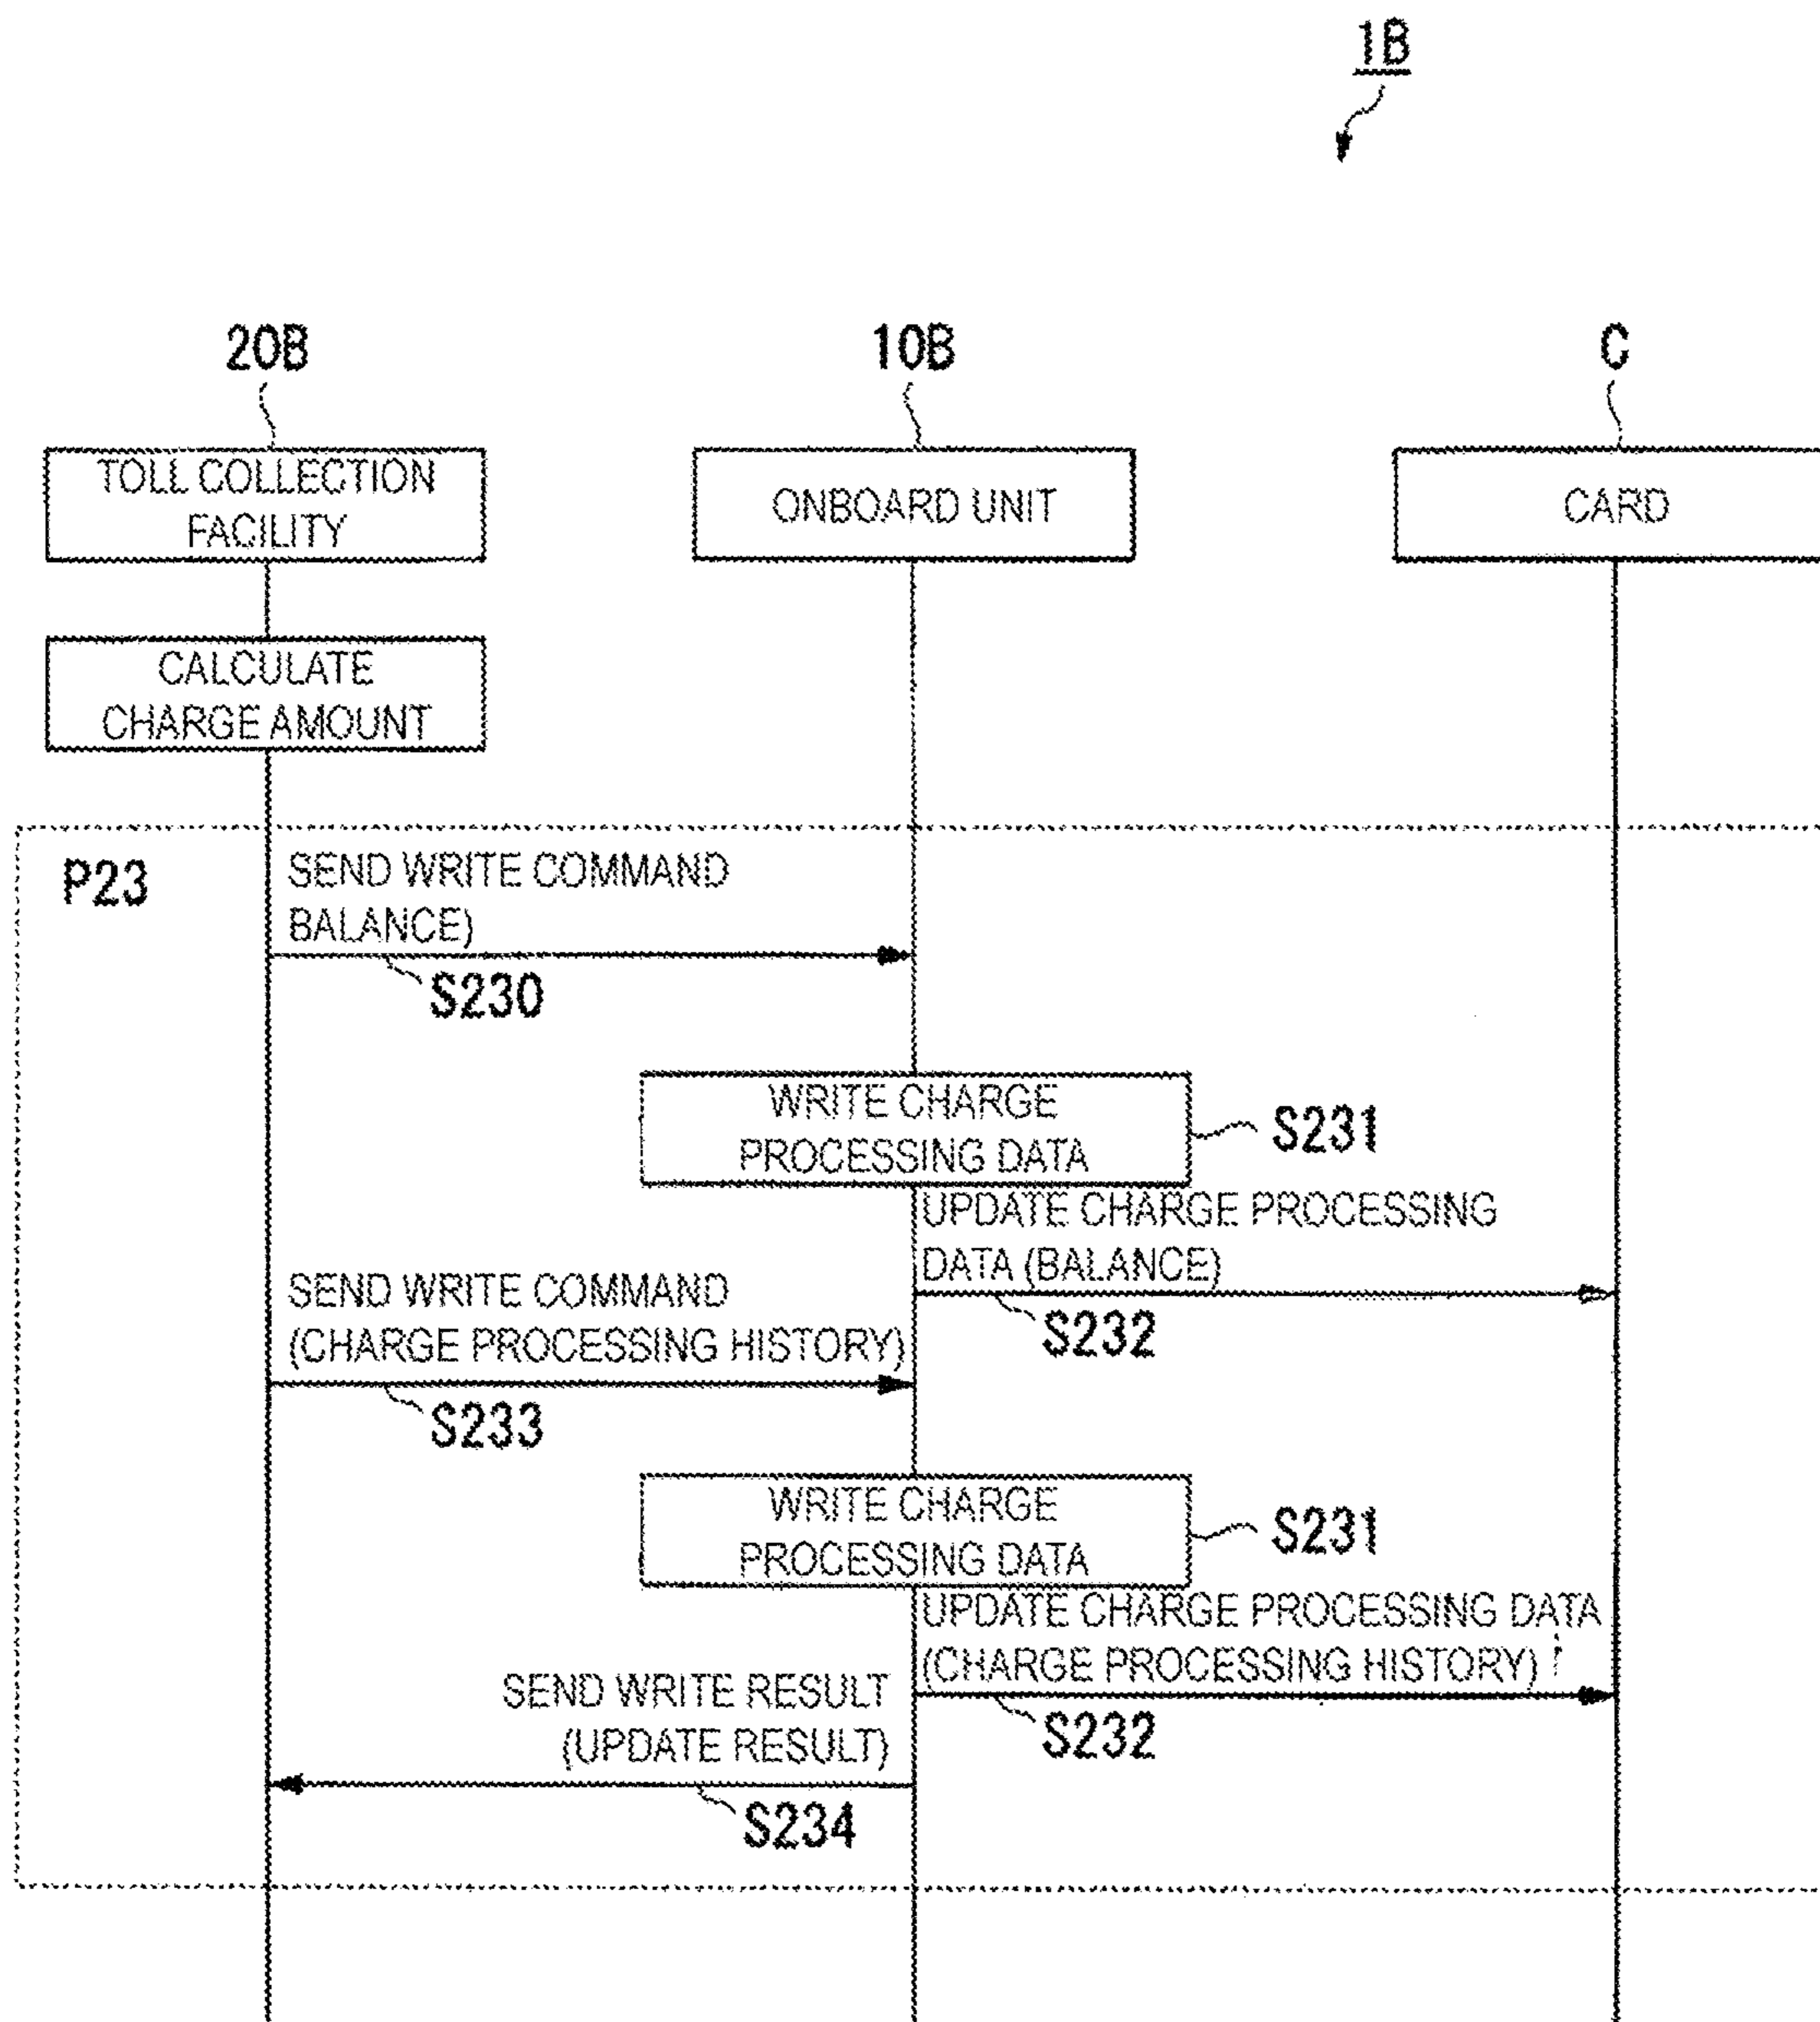 1B
20B
10B
C
TOLL COLLECTION
FACILITY
ONBOARD UNIT
CARD
CALCULATE
CHARGE AMOUNT
P23
SEND WRITE COMMAND
BALANCE)
S230
WRITE CHARGE
PROCESSING DATA
S231
UPDATE CHARGE PROCESSING
DATA (BALANCE)
S232
SEND WRITE COMMAND
(CHARGE PROCESSING HISTORY)
S233
WRITE CHARGE
PROCESSING DATA
S231
UPDATE CHARGE PROCESSING DATA
(CHARGE PROCESSING HISTORY)
S232
SEND WRITE RESULT
(UPDATE RESULT)
S234